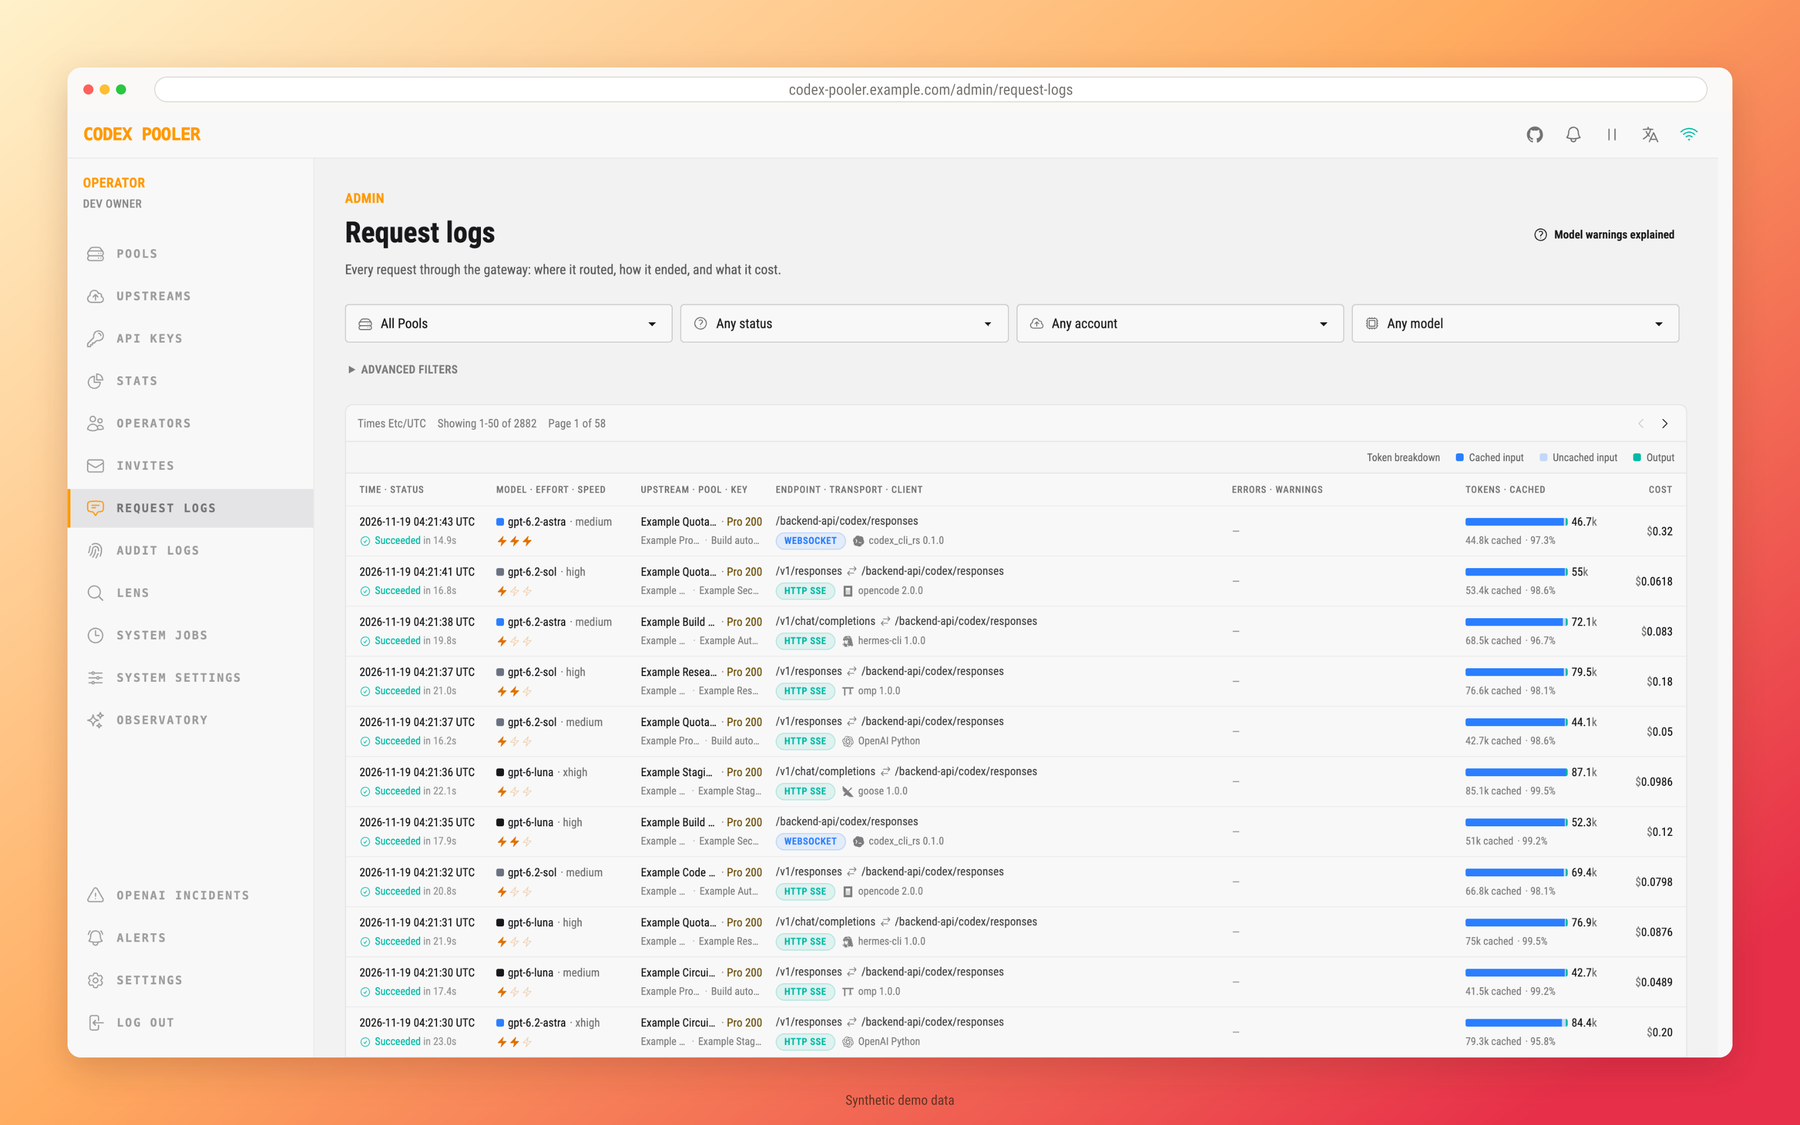 codex-pooler.example.com/admin/request-logs
CODEX POOLER
OPERATOR
DEV OWNER
POOLS
UPSTREAMS
API KEYS
STATS
OPERATORS
INVITES
REQUEST LOGS
AUDIT LOGS
LENS
SYSTEM JOBS
SYSTEM SETTINGS
OBSERVATORY
OPENAI INCIDENTS
ALERTS
SETTINGS
LOG OUT
ADMIN
Request logs
Model warnings explained
Every request through the gateway: where it routed, how it ended, and what it cost.
All Pools Any status Any account Any model
ADVANCED FILTERS
Times Etc/UTC Showing 1-50 of 2882 Page 1 of 58
Token breakdown Cached input Uncached input Output
TIME · STATUS MODEL · EFFORT · SPEED UPSTREAM · POOL · KEY ENDPOINT · TRANSPORT · CLIENT ERRORS · WARNINGS TOKENS · CACHED COST
2026-11-19 04:21:43 UTC gpt-6.2-astra · medium Example Quota... · Pro 200 /backend-api/codex/responses – 46.7k $0.32
Succeeded in 14.9s Example Pro... · Build auto... WEBSOCKET codex_cli_rs 0.1.0 44.8k cached · 97.3%
2026-11-19 04:21:41 UTC gpt-6.2-sol · high Example Quota... · Pro 200 /v1/responses ⇄ /backend-api/codex/responses – 55k $0.0618
Succeeded in 16.8s Example ... · Example Sec... HTTP SSE opencode 2.0.0 53.4k cached · 98.6%
2026-11-19 04:21:38 UTC gpt-6.2-astra · medium Example Build ... · Pro 200 /v1/chat/completions ⇄ /backend-api/codex/responses – 72.1k $0.083
Succeeded in 19.8s Example ... · Example Aut... HTTP SSE hermes-cli 1.0.0 68.5k cached · 96.7%
2026-11-19 04:21:37 UTC gpt-6.2-sol · high Example Resea... · Pro 200 /v1/responses ⇄ /backend-api/codex/responses – 79.5k $0.18
Succeeded in 21.0s Example ... · Example Res... HTTP SSE omp 1.0.0 76.6k cached · 98.1%
2026-11-19 04:21:37 UTC gpt-6.2-sol · medium Example Quota... · Pro 200 /v1/responses ⇄ /backend-api/codex/responses – 44.1k $0.05
Succeeded in 16.2s Example Pro... · Build auto... HTTP SSE OpenAI Python 42.7k cached · 98.6%
2026-11-19 04:21:36 UTC gpt-6-luna · xhigh Example Stagi... · Pro 200 /v1/chat/completions ⇄ /backend-api/codex/responses – 87.1k $0.0986
Succeeded in 22.1s Example ... · Example Stag... HTTP SSE goose 1.0.0 85.1k cached · 99.5%
2026-11-19 04:21:35 UTC gpt-6-luna · high Example Build ... · Pro 200 /backend-api/codex/responses – 52.3k $0.12
Succeeded in 17.9s Example ... · Example Sec... WEBSOCKET codex_cli_rs 0.1.0 51k cached · 99.2%
2026-11-19 04:21:32 UTC gpt-6.2-sol · medium Example Code ... · Pro 200 /v1/responses ⇄ /backend-api/codex/responses – 69.4k $0.0798
Succeeded in 20.8s Example ... · Example Aut... HTTP SSE opencode 2.0.0 66.8k cached · 98.1%
2026-11-19 04:21:31 UTC gpt-6-luna · high Example Quota... · Pro 200 /v1/chat/completions ⇄ /backend-api/codex/responses – 76.9k $0.0876
Succeeded in 21.9s Example ... · Example Res... HTTP SSE hermes-cli 1.0.0 75k cached · 99.5%
2026-11-19 04:21:30 UTC gpt-6-luna · medium Example Circui... · Pro 200 /v1/responses ⇄ /backend-api/codex/responses – 42.7k $0.0489
Succeeded in 17.4s Example Pro... · Build auto... HTTP SSE omp 1.0.0 41.5k cached · 99.2%
2026-11-19 04:21:30 UTC gpt-6.2-astra · xhigh Example Circui... · Pro 200 /v1/responses ⇄ /backend-api/codex/responses – 84.4k $0.20
Succeeded in 23.0s Example ... · Example Stag... HTTP SSE OpenAI Python 79.3k cached · 95.8%
Synthetic demo data